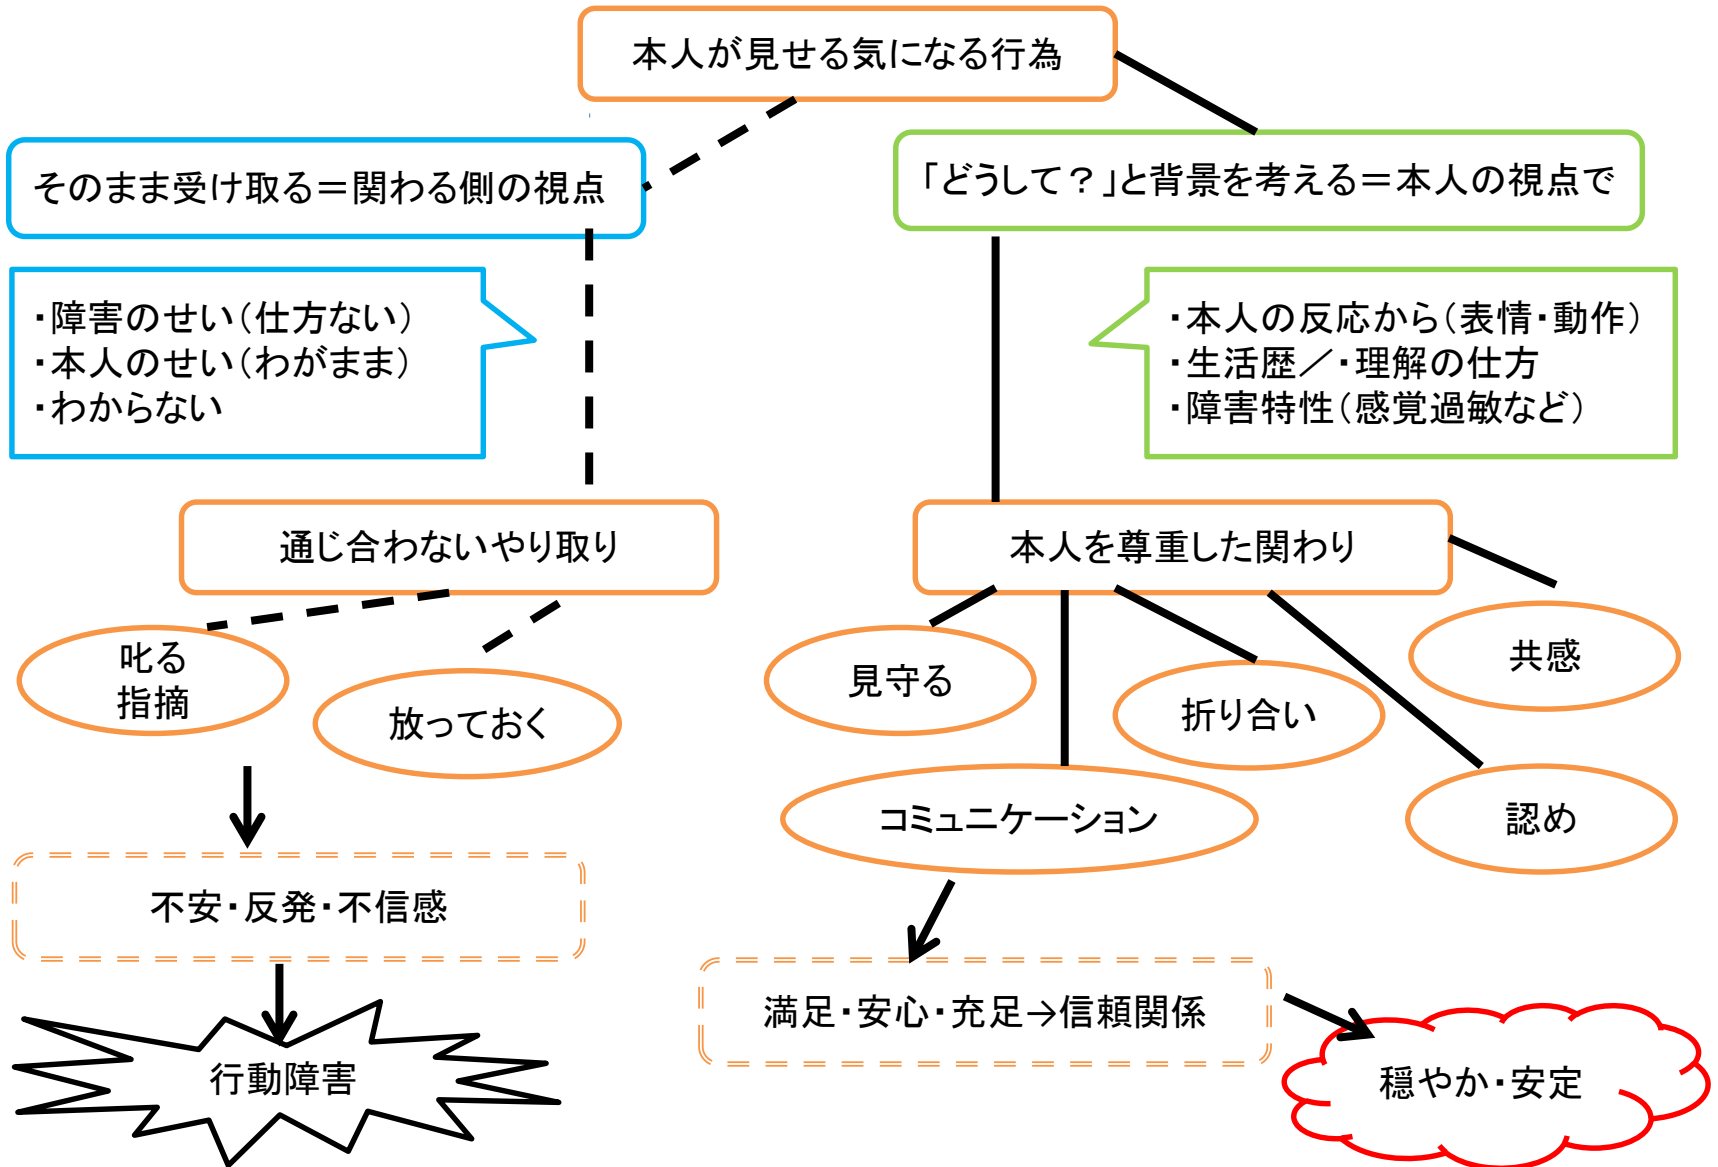 本人が見せる気になる行為
そのまま受け取る＝関わる側の視点
「どうして？」と背景を考える＝本人の視点で
・障害のせい（仕方ない）
・本人のせい（わがまま）
・わからない
・本人の反応から（表情・動作）
・生活歴／・理解の仕方
・障害特性（感覚過敏など）
通じ合わないやり取り
本人を尊重した関わり
叱る
指摘
放っておく
見守る
折り合い
共感
コミュニケーション
認め
不安・反発・不信感
満足・安心・充足→信頼関係
行動障害
穏やか・安定